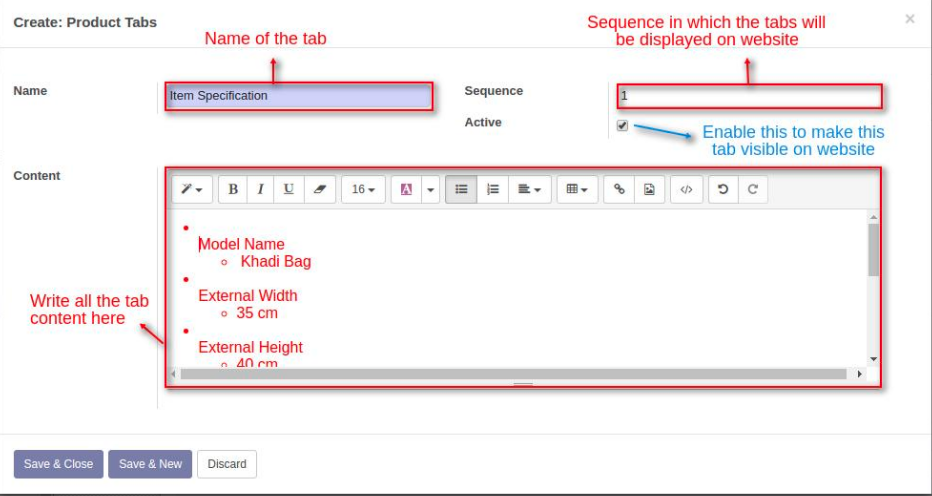 Create: Product Tabs
×
Name of the tab
Sequence in which the tabs will
be displayed on website
Name
Item Specification
Sequence
1
Active
Enable this to make this
tab visible on website
Content
B I U 16 A </>
Model Name
Khadi Bag
External Width
35 cm
External Height
40 cm
Write all the tab
content here
Save & Close Save & New Discard